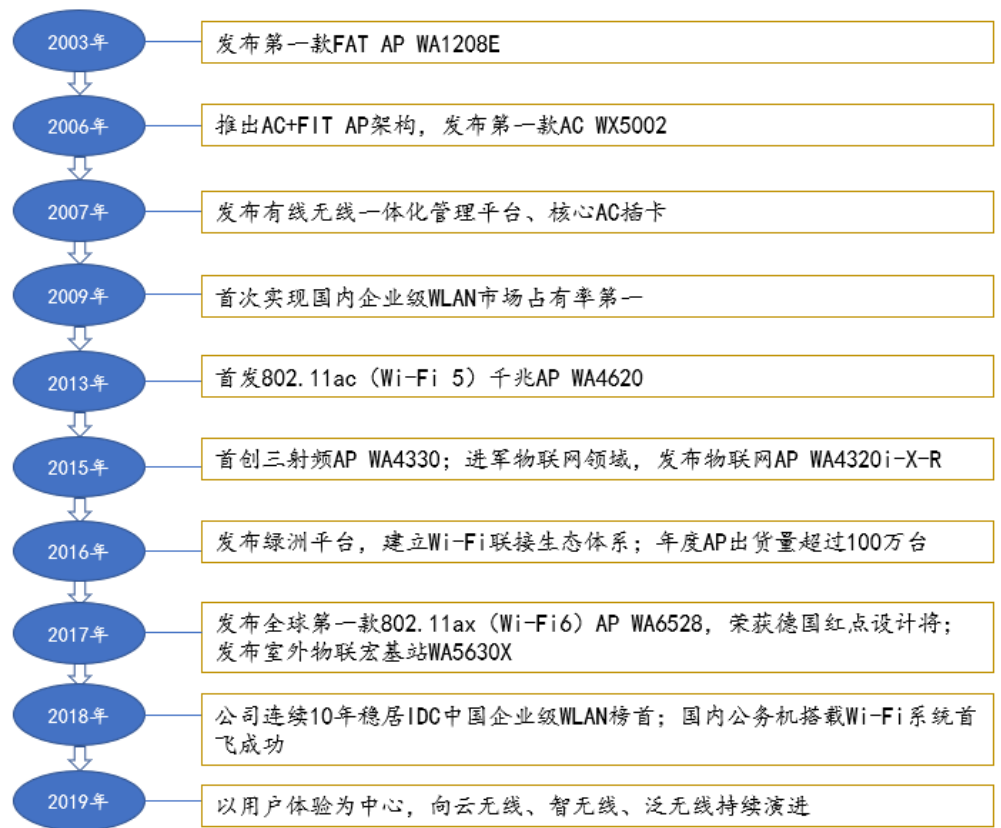 2003年
发布第一款FAT AP WA1208E
2006年
推出AC+FIT AP架构，发布第一款AC WX5002
2007年
发布有线无线一体化管理平台、核心AC插卡
2009年
首次实现国内企业级WLAN市场占有率第一
2013年
首发802.11ac（Wi-Fi 5）千兆AP WA4620
2015年
首创三射频AP WA4330；进军物联网领域，发布物联网AP WA4320i-X-R
2016年
发布绿洲平台，建立Wi-Fi联接生态体系；年度AP出货量超过100万台
2017年
发布全球第一款802.11ax（Wi-Fi6）AP WA6528，荣获德国红点设计将；
发布室外物联宏基站WA5630X
2018年
公司连续10年稳居IDC中国企业级WLAN榜首；国内公务机搭载Wi-Fi系统首
飞成功
2019年
以用户体验为中心，向云无线、智无线、泛无线持续演进